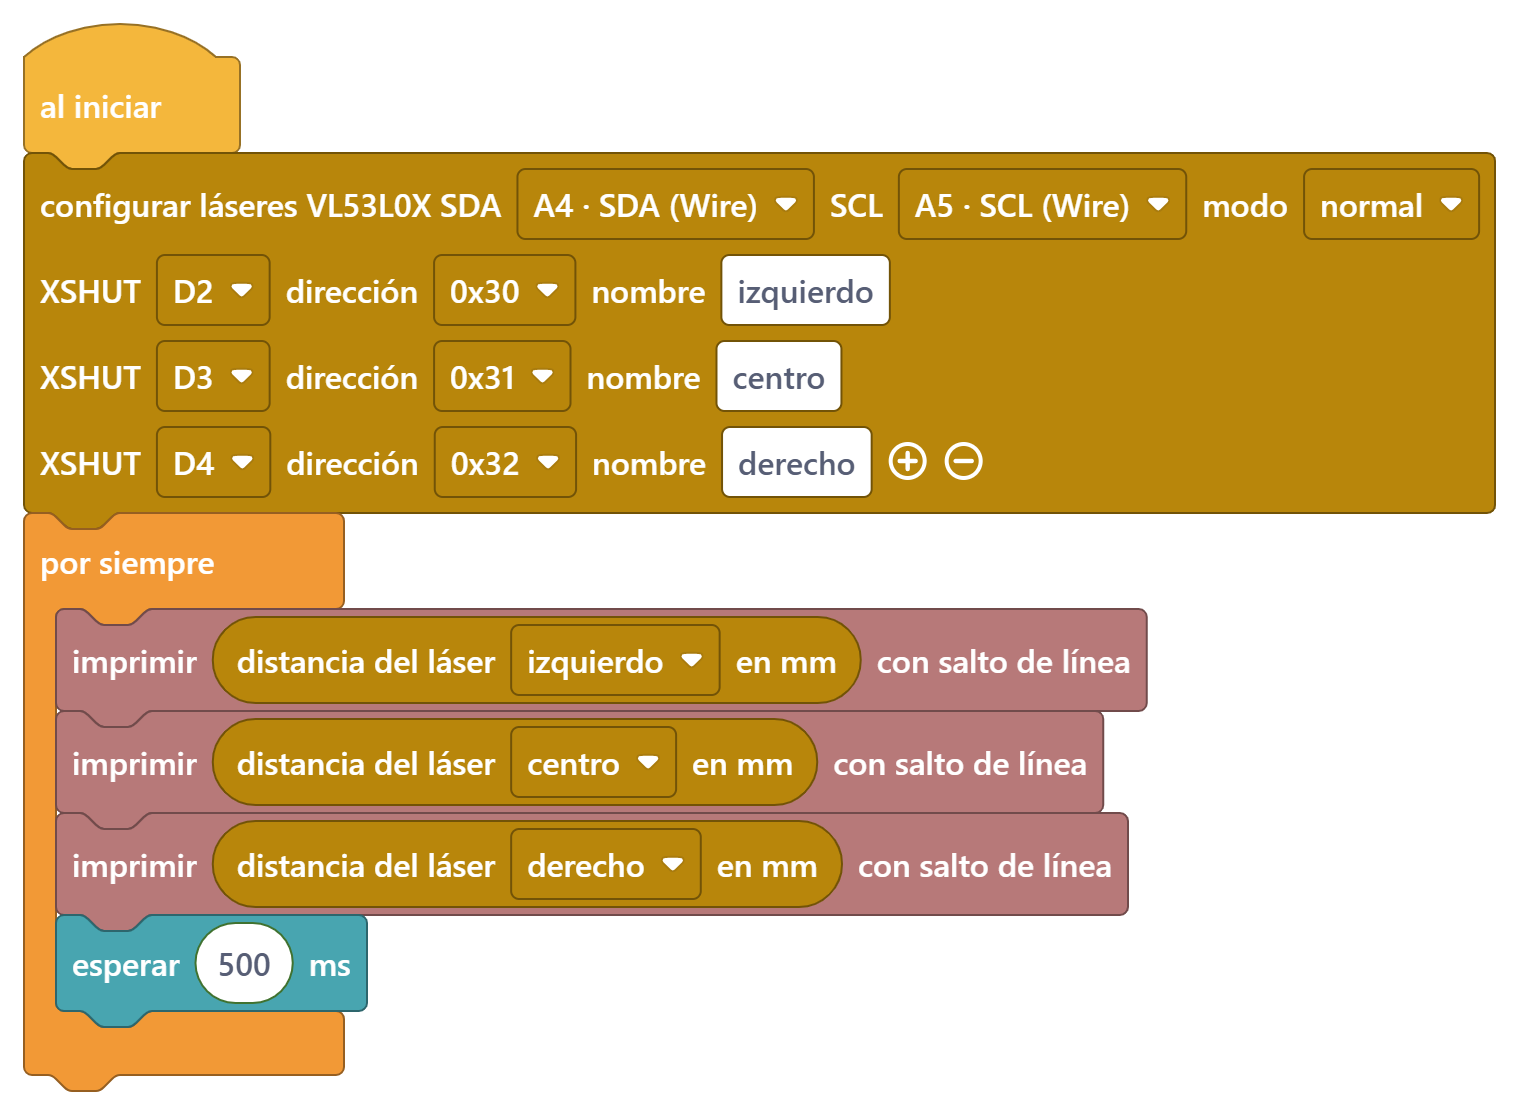 al iniciar
configurar láseres VL53L0X SDA A4 · SDA (Wire) SCL A5 · SCL (Wire) modo normal
XSHUT D2 dirección 0x30 nombre izquierdo
XSHUT D3 dirección 0x31 nombre centro
XSHUT D4 dirección 0x32 nombre derecho
por siempre
imprimir distancia del láser izquierdo en mm con salto de línea
imprimir distancia del láser centro en mm con salto de línea
imprimir distancia del láser derecho en mm con salto de línea
esperar 500 ms